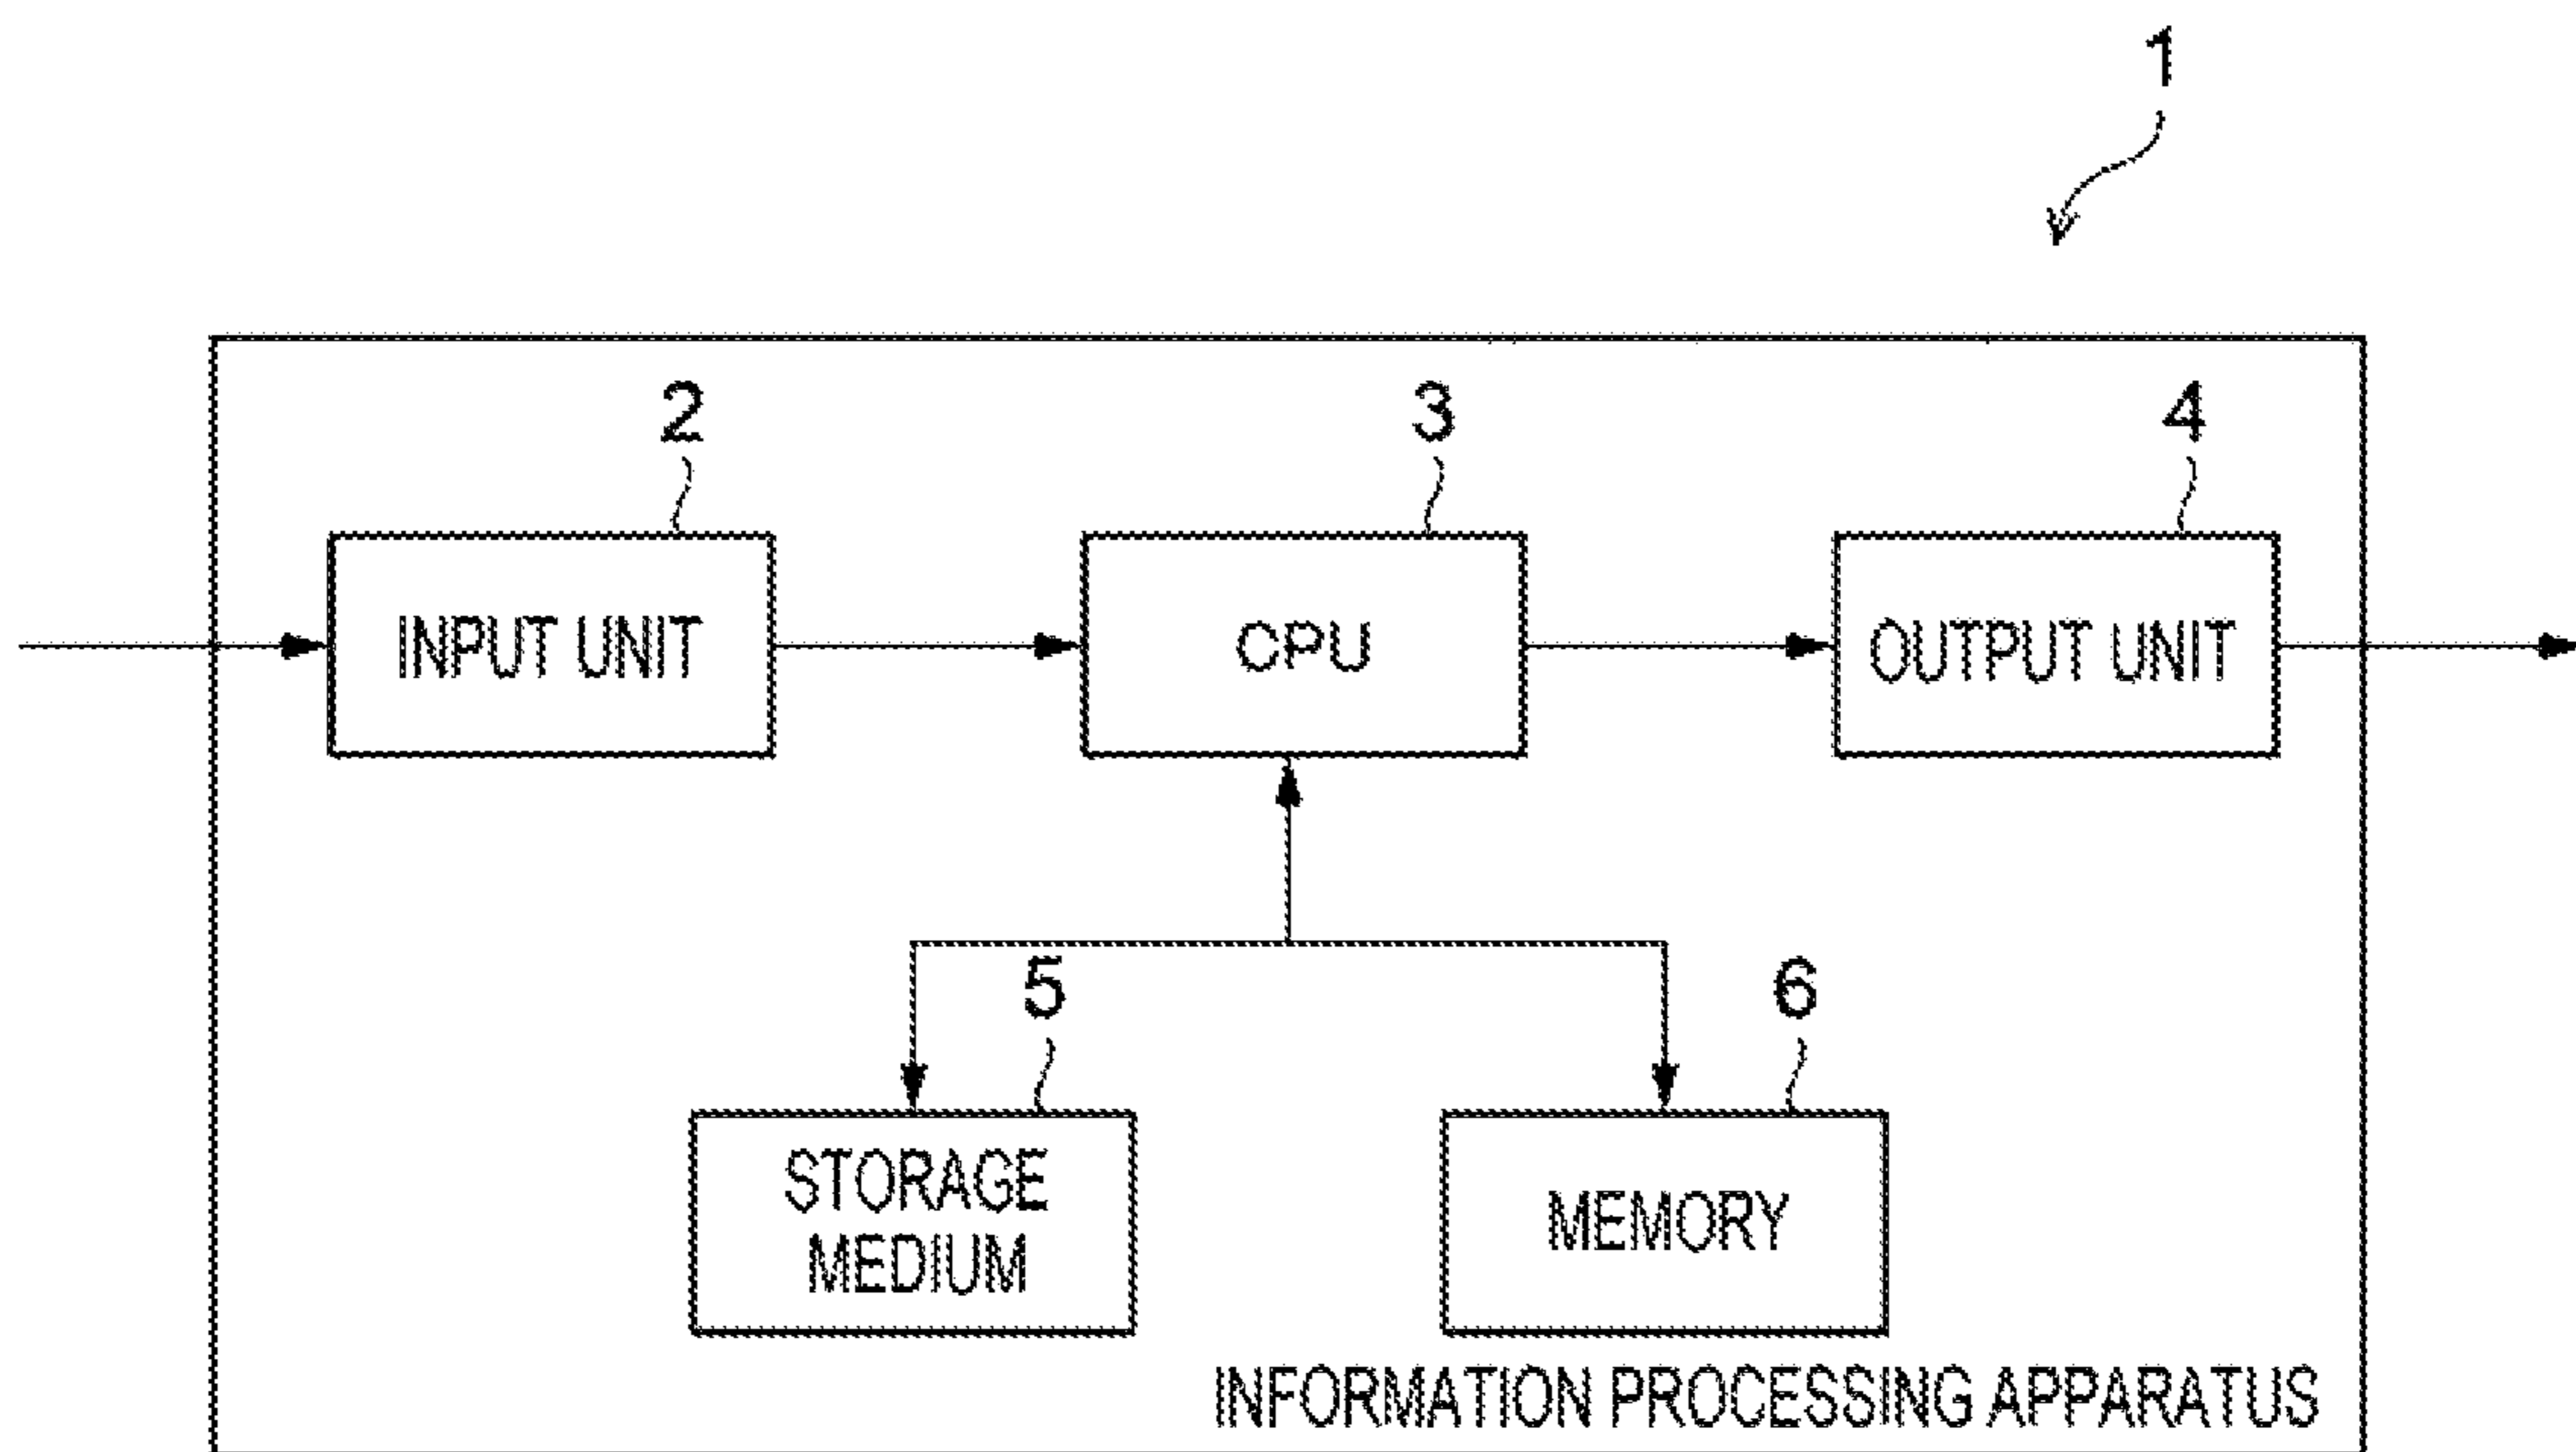 1
2
3
4
INPUT UNIT
CPU
OUTPUT UNIT
5
6
STORAGE
MEDIUM
MEMORY
INFORMATION PROCESSING APPARATUS